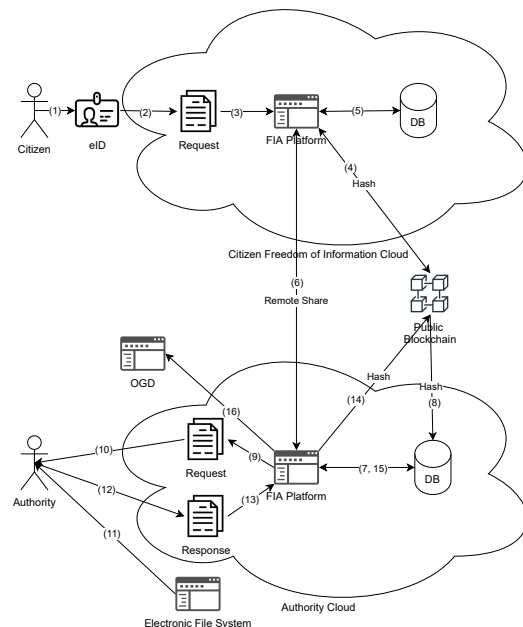 (1)
(2)
(3)
(5)
DB
Citizen
eID
Request
FIA Platform
(4)
Hash
Citizen Freedom of Information Cloud
(6)
Remote Share
Public
Blockchain
OGD
Hash
Hash
(16)
(14)
(8)
(10)
Request
(9)
(7, 15)
DB
Authority
(12)
(13)
FIA Platform
(11)
Response
Electronic File System
Authority Cloud